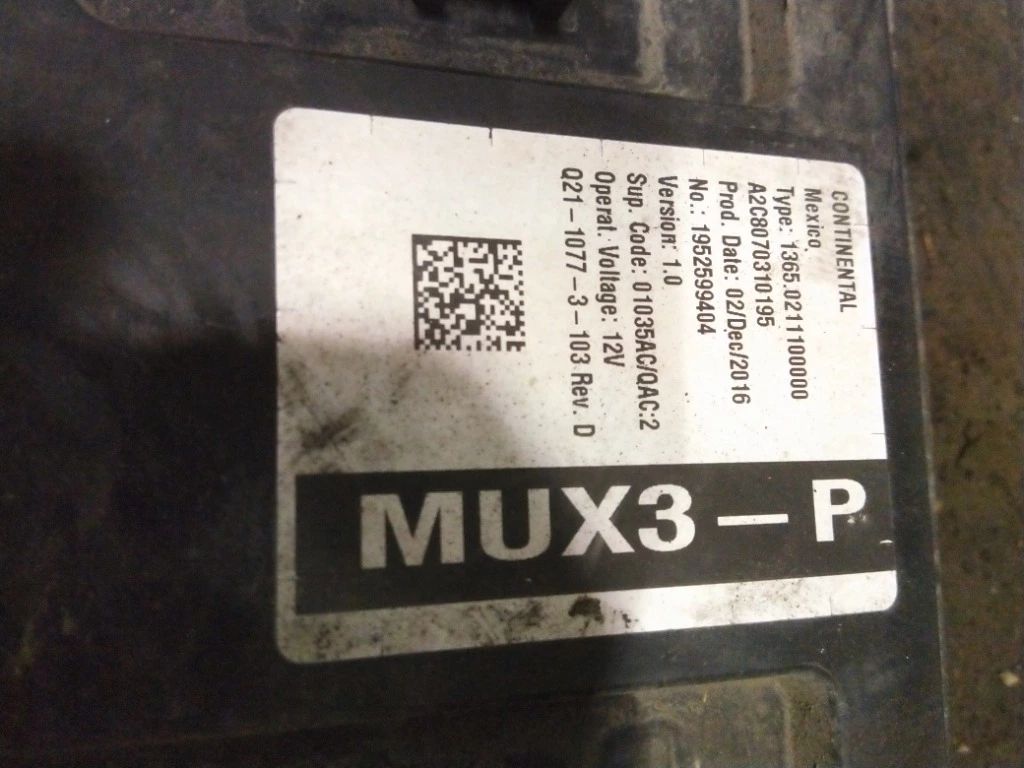 CONTINENTAL
Mexico,
Type: 1365.0211100000
A2C8070310195
Prod. Date: 02/Dec/2016
No.: 1952599404
Version: 1.0
Sup. Code: 01035AC/QAC:2
Operat. Voltage: 12V
Q21-1077-3-103 Rev. D
MUX3-P